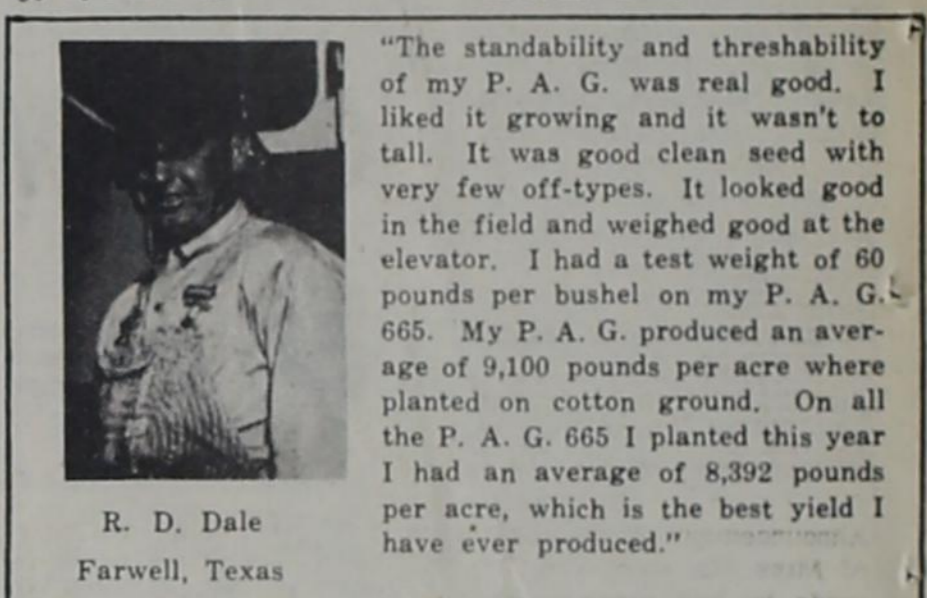 "The standability and threshability
of my P. A. G. was real good. I
liked it growing and it wasn't to
tall. It was good clean seed with
very few off-types. It looked good
in the field and weighed good at the
elevator. I had a test weight of 60
pounds per bushel on my P. A. G.
665. My P. A. G. produced an aver-
age of 9,100 pounds per acre where
planted on cotton ground. On all
the P. A. G. 665 I planted this year
I had an average of 8,392 pounds
per acre, which is the best yield I
have ever produced."
R. D. Dale
Farwell, Texas